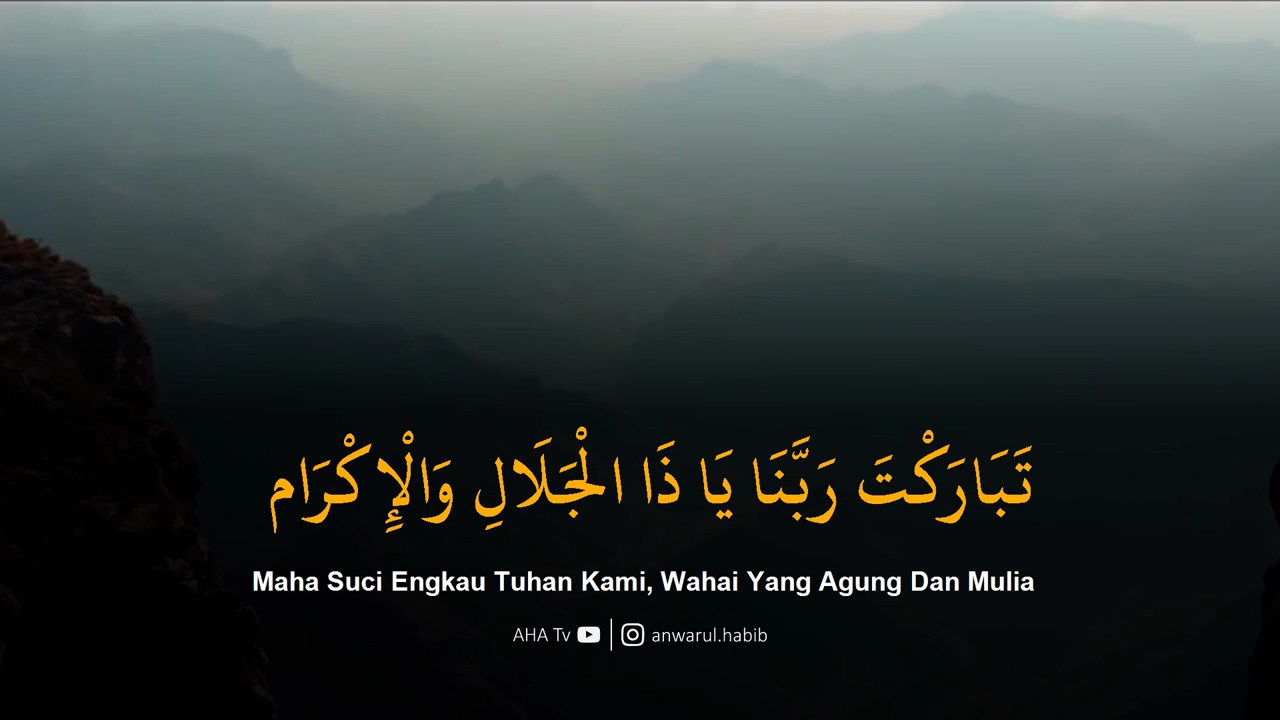 تَبَارَكْتَ رَبَّنَا يَا ذَا الْجَلَالِ وَالْإِكْرَام
Maha Suci Engkau Tuhan Kami, Wahai Yang Agung Dan Mulia
AHA Tv | anwarul.habib